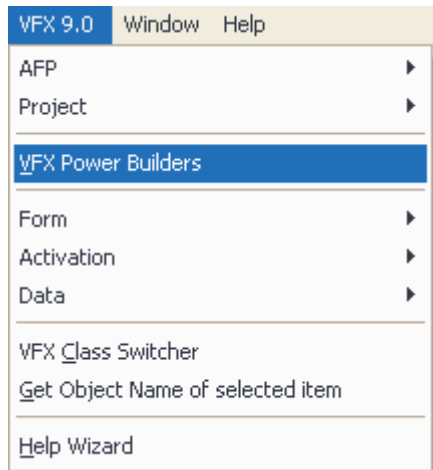 VFX 9.0 Window Help
AFP
Project
VFX Power Builders
Form
Activation
Data
VFX Class Switcher
Get Object Name of selected item
Help Wizard